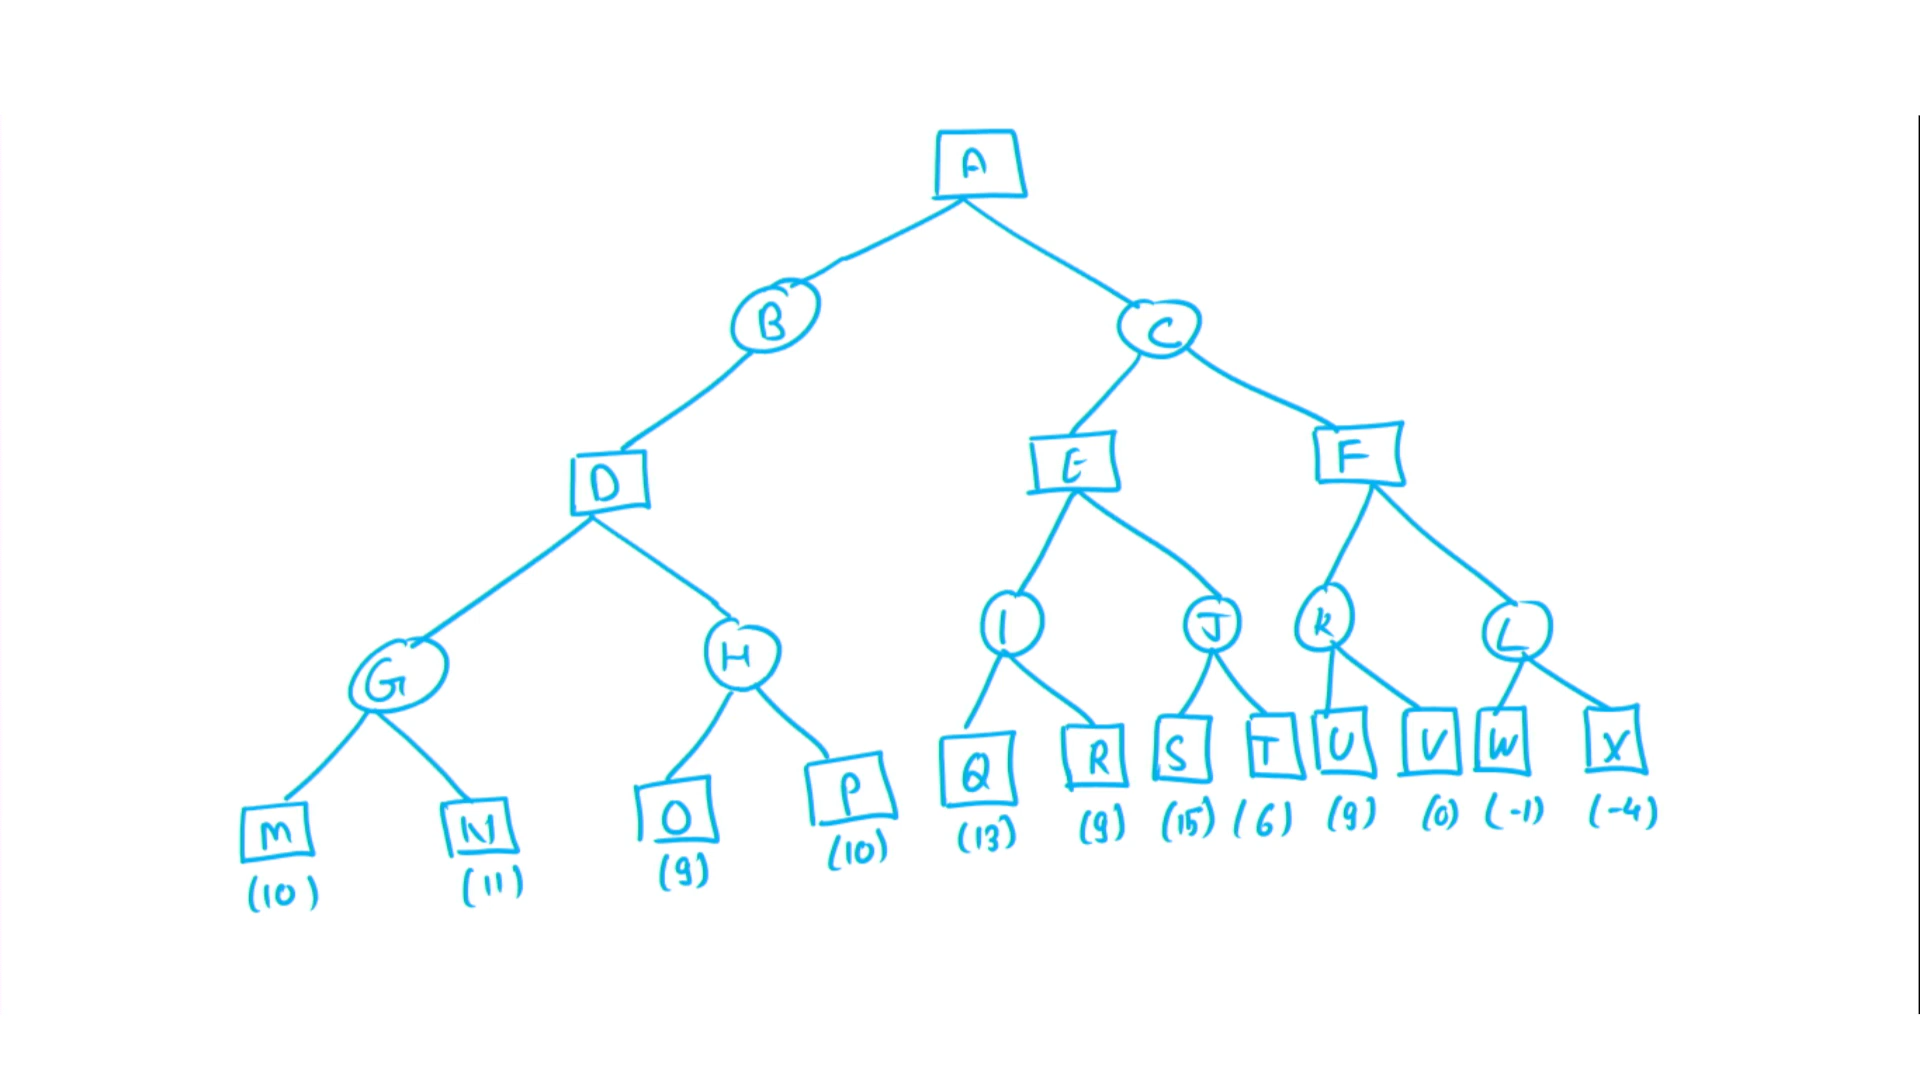 A
B C
D E F
G H I J K L
M N O P Q R S T U V W X
(10) (11) (9) (10) (13) (9) (15) (6) (9) (0) (-1) (-4)